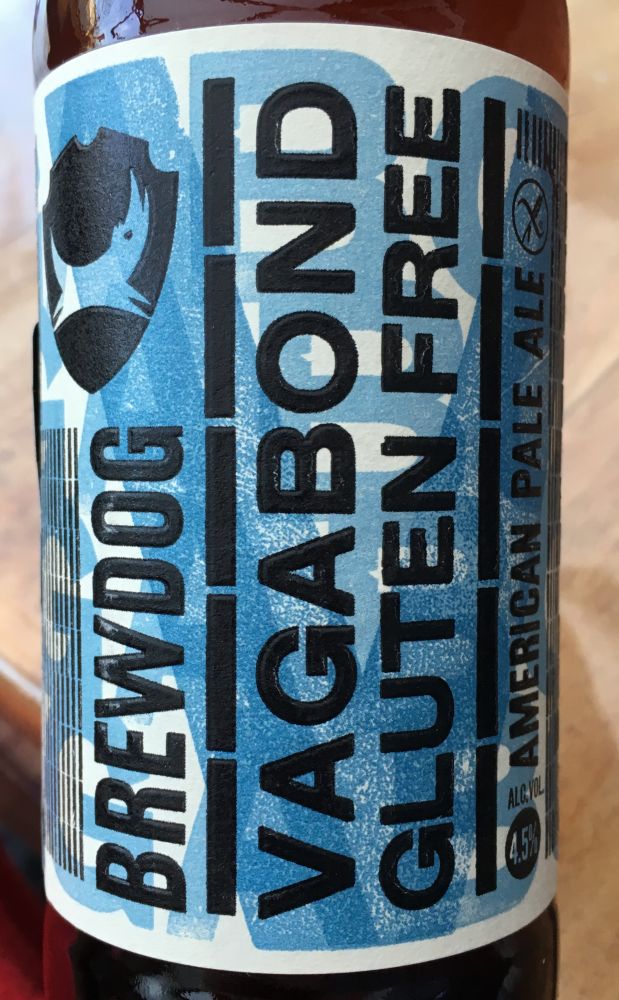 BREWDOG
VAGABOND
GLUTEN FREE
AMERICAN PALE ALE
ALC. VOL.
4.5%